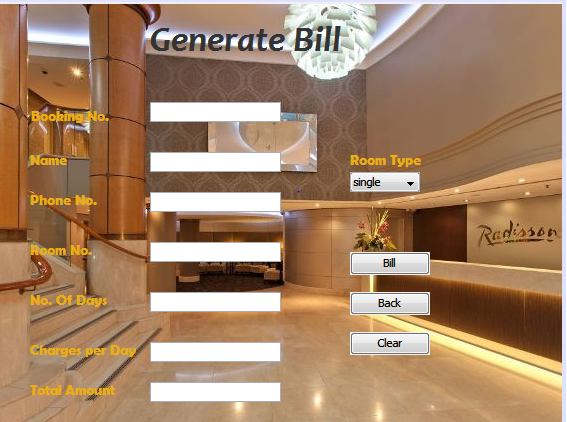 Generate Bill
Booking No.
Name
Room Type
single
Phone No.
Room No.
Radisson
Bill
No. Of Days
Back
Charges per Day
Clear
Total Amount